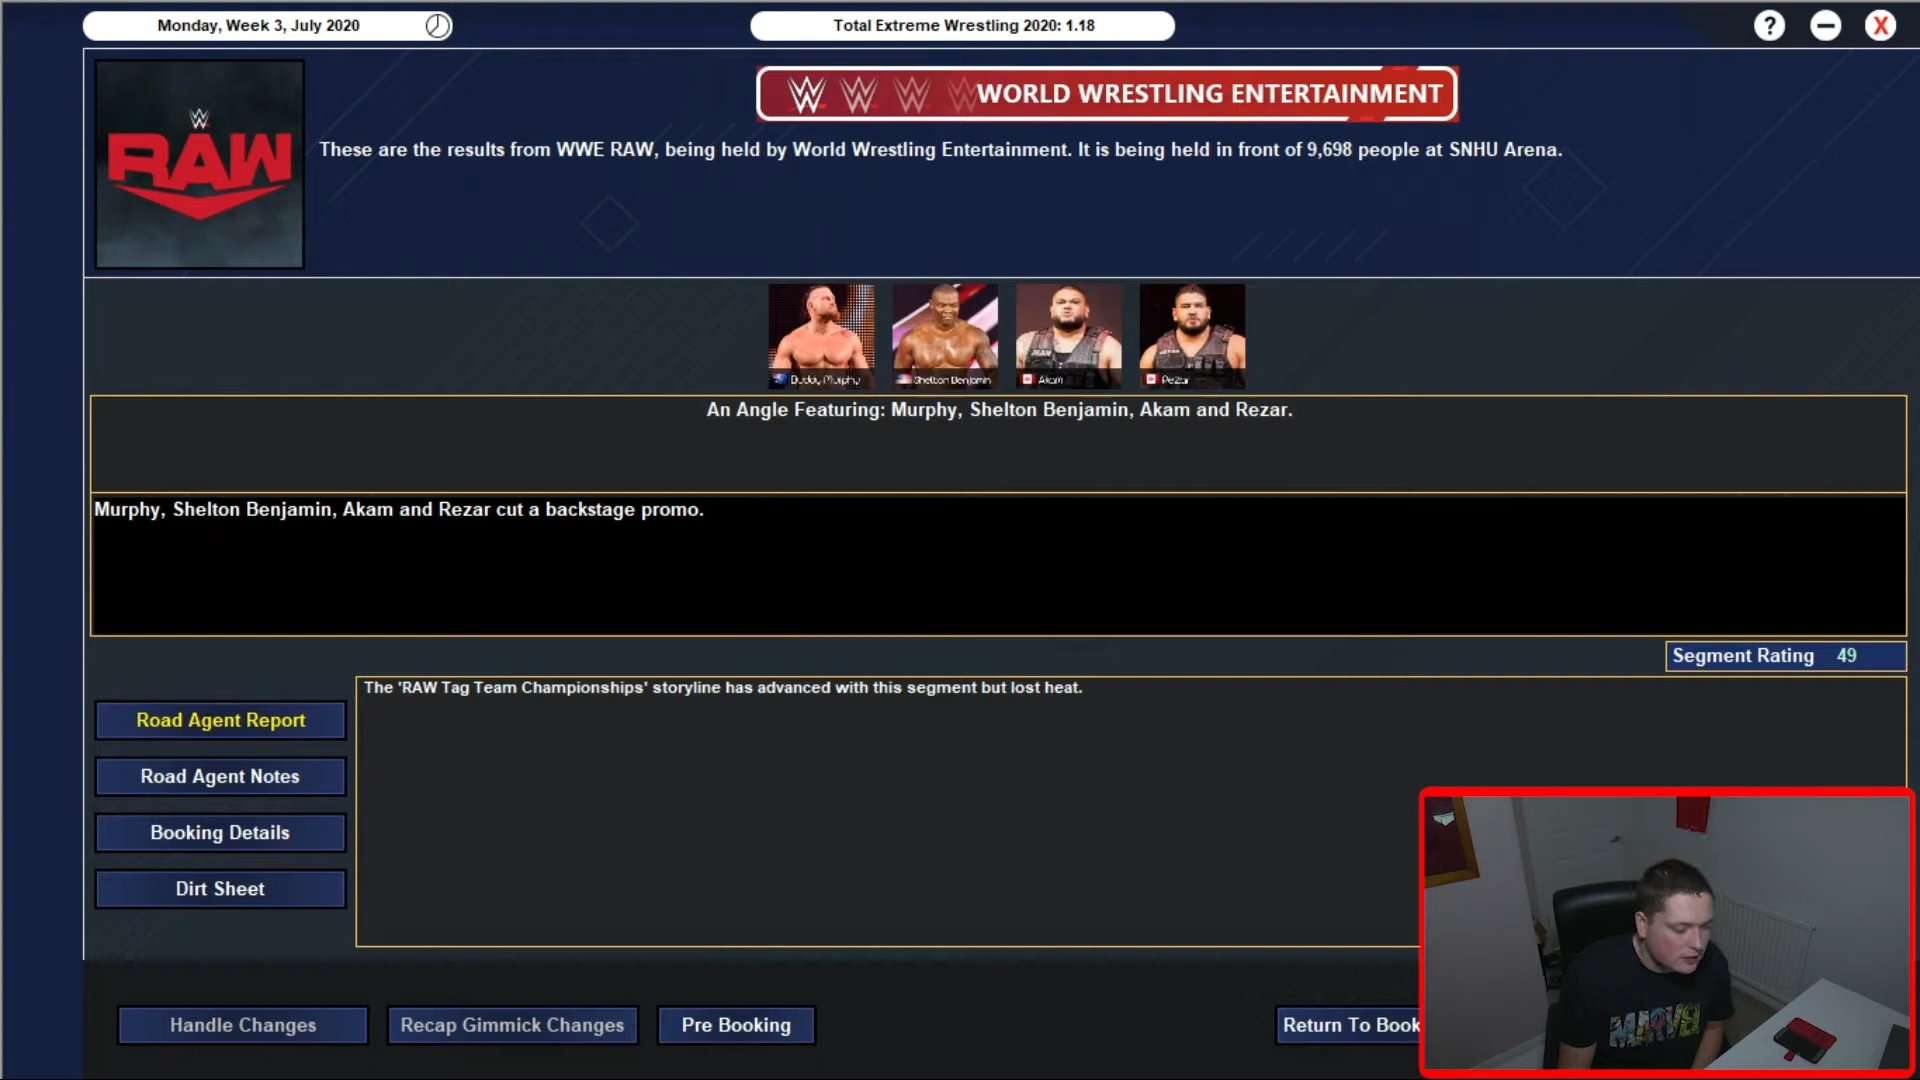 Monday, Week 3, July 2020
Total Extreme Wrestling 2020: 1.18
?
X
WORLD WRESTLING ENTERTAINMENT
RAW
These are the results from WWE RAW, being held by World Wrestling Entertainment. It is being held in front of 9,698 people at SNHU Arena.
Buddy Murphy
Shelton Benjamin
Akam
Rezar
An Angle Featuring: Murphy, Shelton Benjamin, Akam and Rezar.
Murphy, Shelton Benjamin, Akam and Rezar cut a backstage promo.
Segment Rating 49
The 'RAW Tag Team Championships' storyline has advanced with this segment but lost heat.
Road Agent Report
Road Agent Notes
Booking Details
Dirt Sheet
Handle Changes
Recap Gimmick Changes
Pre Booking
Return To Book
MARVEL